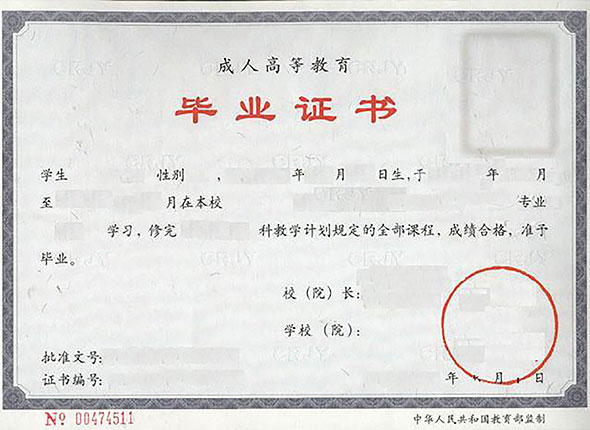 成人高等教育
毕业证书
学生 性别 , 年 月 日生,于 年 月
至 月在本校 专业
学习，修完 科教学计划规定的全部课程，成绩合格，准予
毕业。
校（院）长：
学校（院）：
批准文号:
证书编号: 年 月 日
№ 00474511 中华人民共和国教育部监制